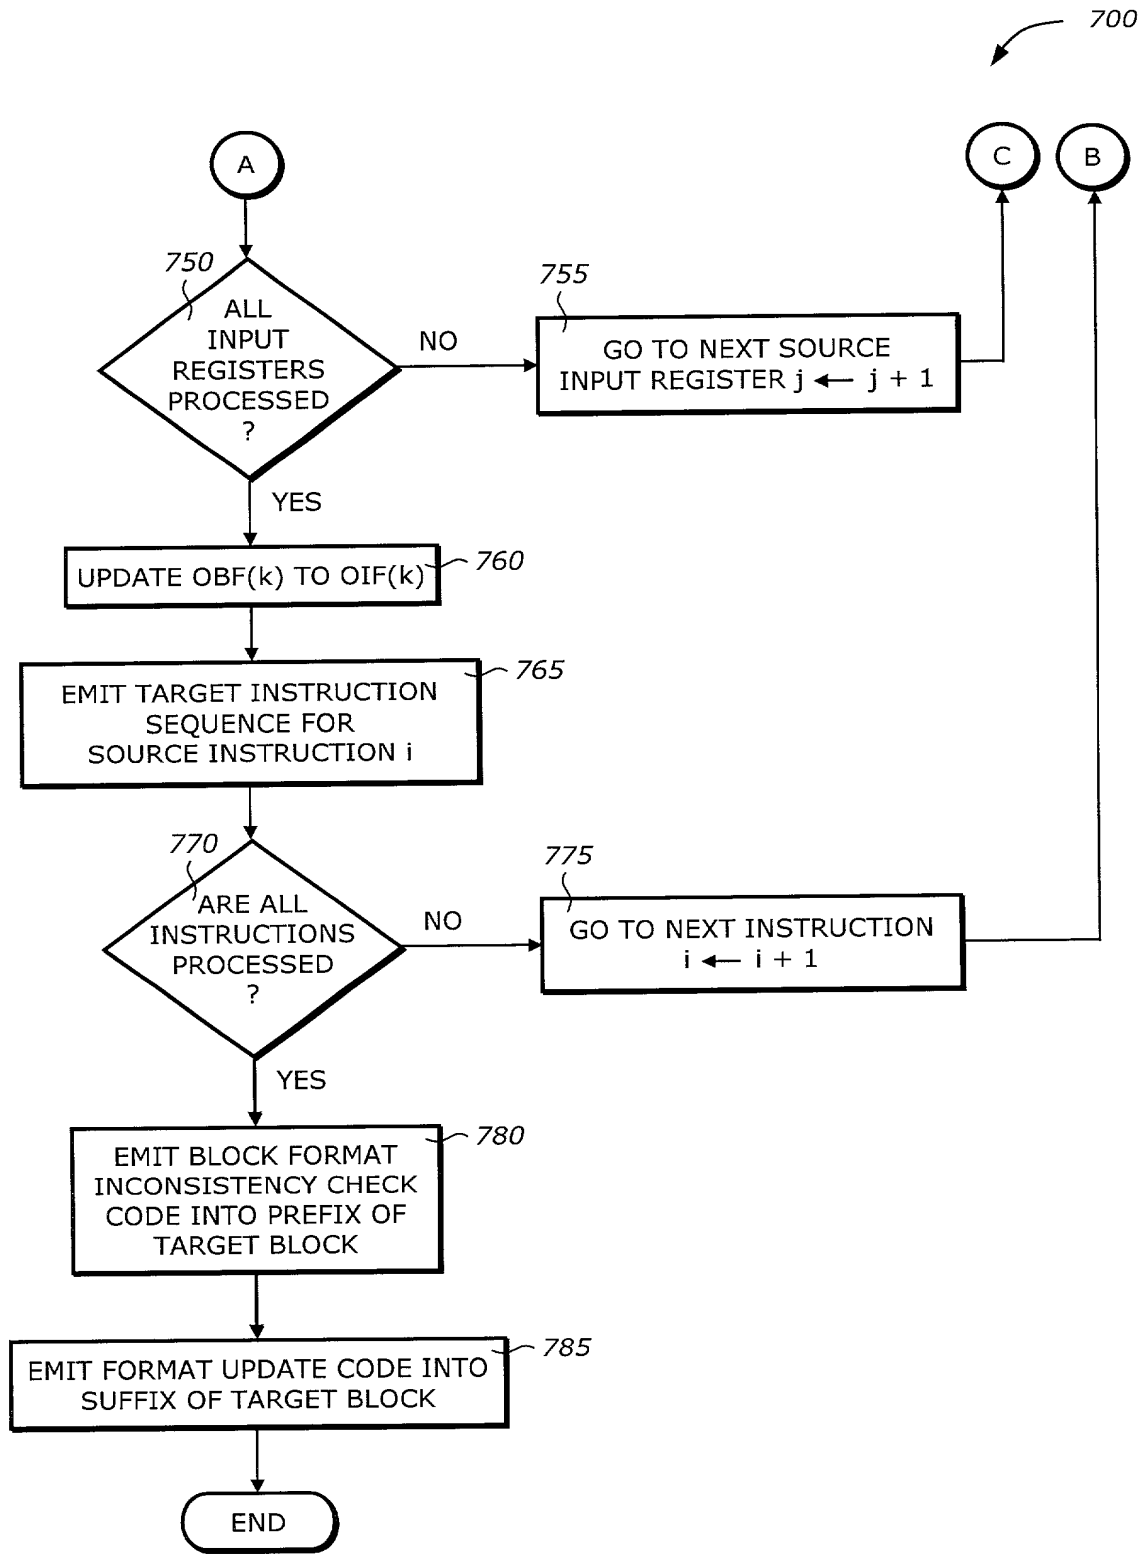 700
A
C
B
750
ALL
INPUT
REGISTERS
PROCESSED
?
NO
755
GO TO NEXT SOURCE
INPUT REGISTER j ← j + 1
YES
UPDATE OBF(k) TO OIF(k)
760
765
EMIT TARGET INSTRUCTION
SEQUENCE FOR
SOURCE INSTRUCTION i
770
ARE ALL
INSTRUCTIONS
PROCESSED
?
NO
775
GO TO NEXT INSTRUCTION
i ← i + 1
YES
780
EMIT BLOCK FORMAT
INCONSISTENCY CHECK
CODE INTO PREFIX OF
TARGET BLOCK
785
EMIT FORMAT UPDATE CODE INTO
SUFFIX OF TARGET BLOCK
END